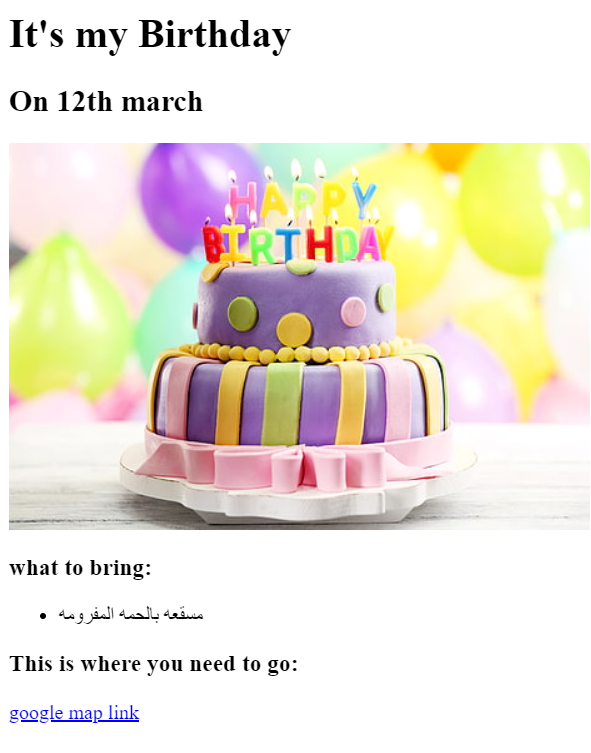 It's my Birthday
On 12th march
HAPPY
BIRTHDAY
what to bring:
مسقعه بالحمه المفرومه
This is where you need to go:
google map link